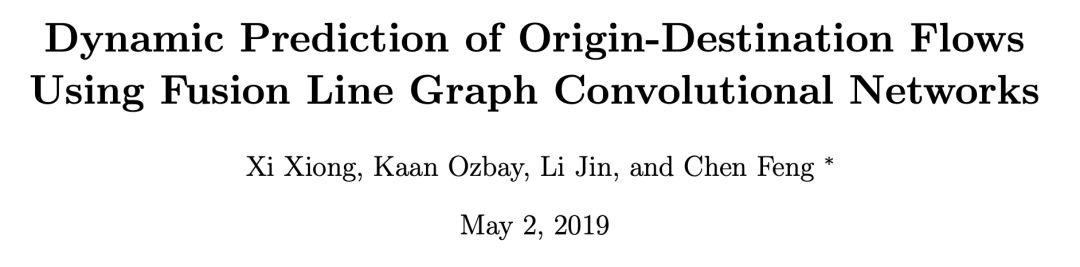 Dynamic Prediction of Origin-Destination Flows
Using Fusion Line Graph Convolutional Networks
Xi Xiong, Kaan Ozbay, Li Jin, and Chen Feng *
May 2, 2019